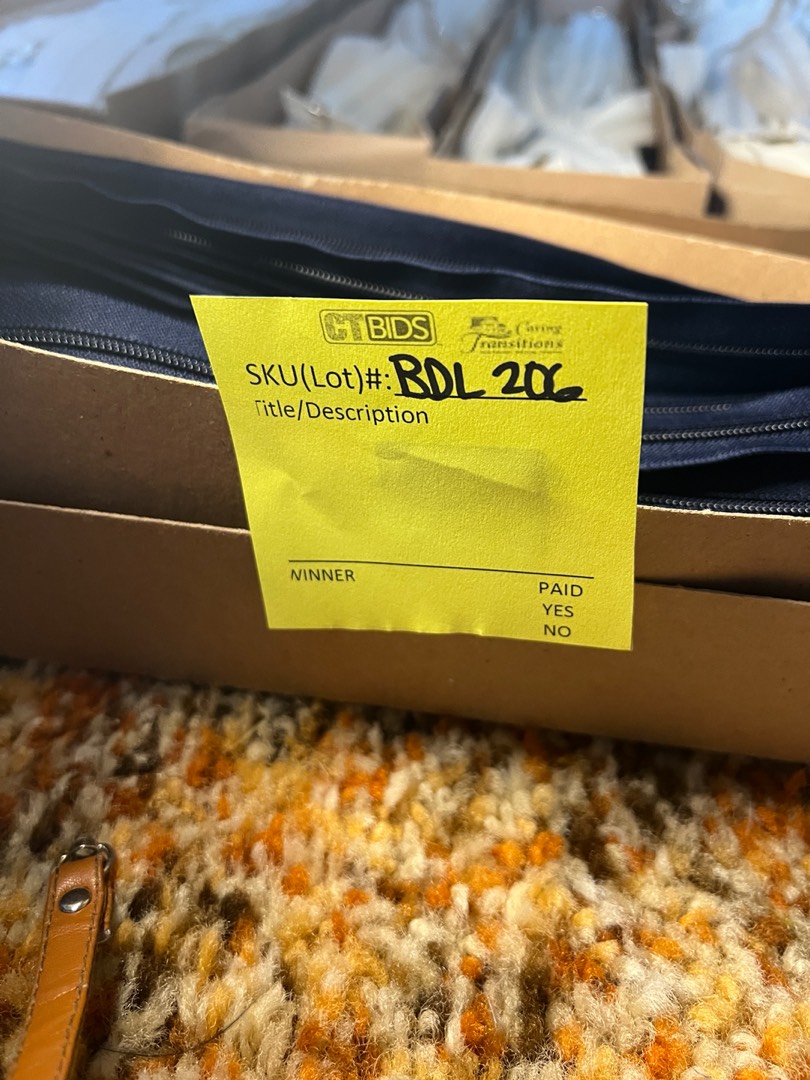 CTBIDS
Caring Transitions
SKU(Lot)#: BDL 206
Title/Description
WINNER
PAID
YES
NO